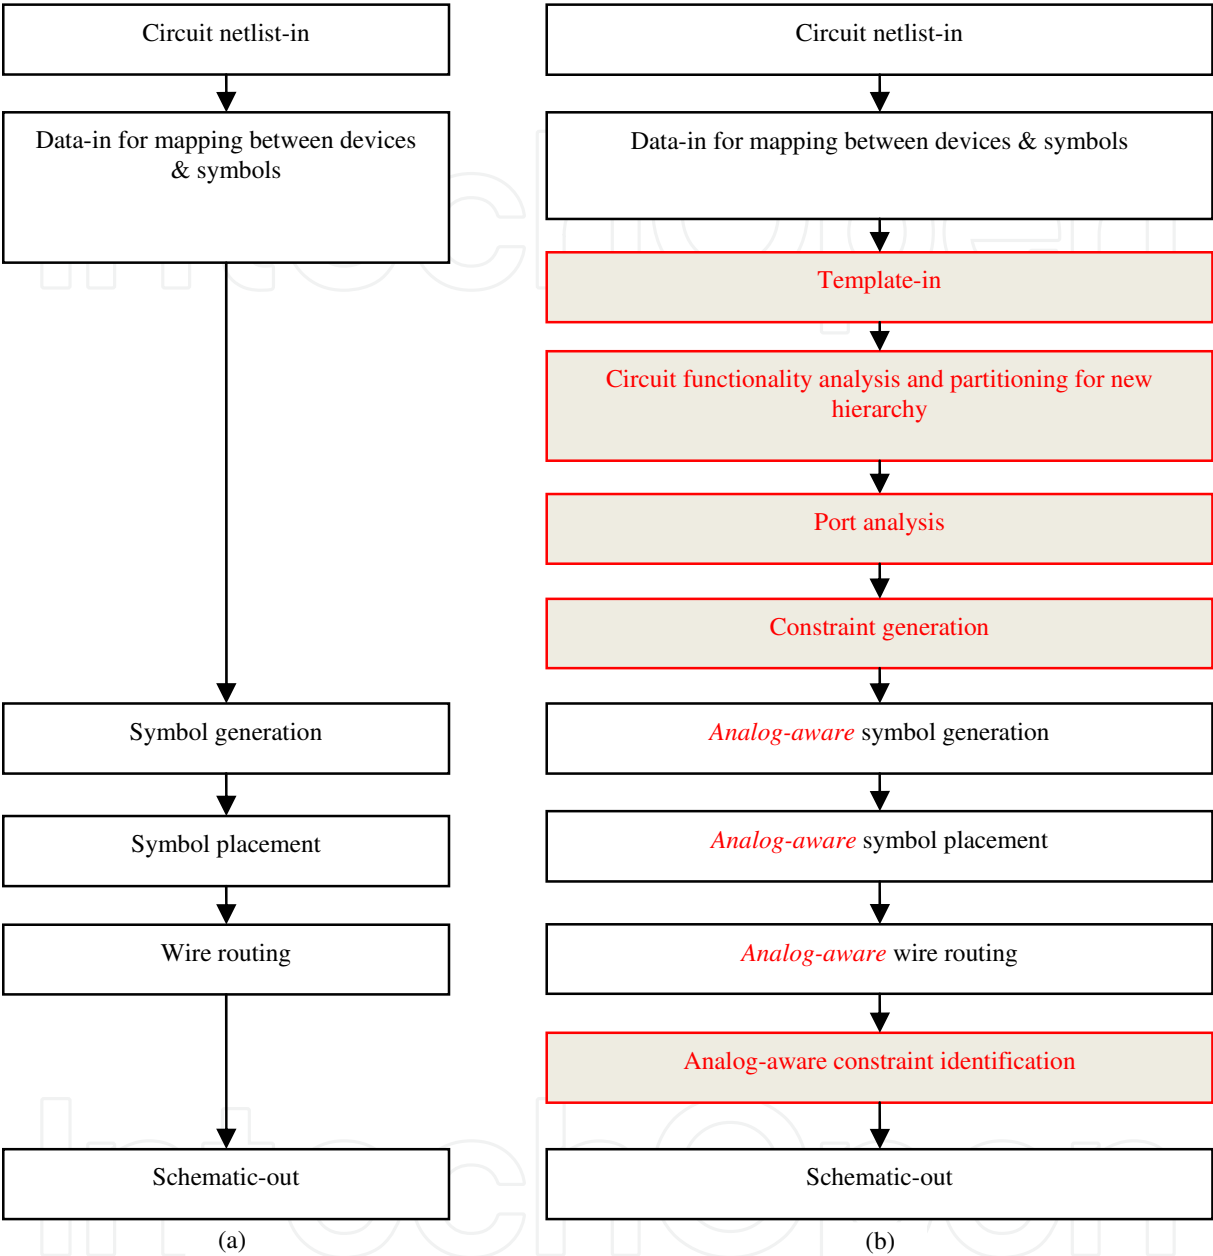 Circuit netlist-in
Data-in for mapping between devices
& symbols
Symbol generation
Symbol placement
Wire routing
Schematic-out
(a)
Circuit netlist-in
Data-in for mapping between devices & symbols
Template-in
Circuit functionality analysis and partitioning for new
hierarchy
Port analysis
Constraint generation
Analog-aware symbol generation
Analog-aware symbol placement
Analog-aware wire routing
Analog-aware constraint identification
Schematic-out
(b)
IntechOpen
IntechOpen